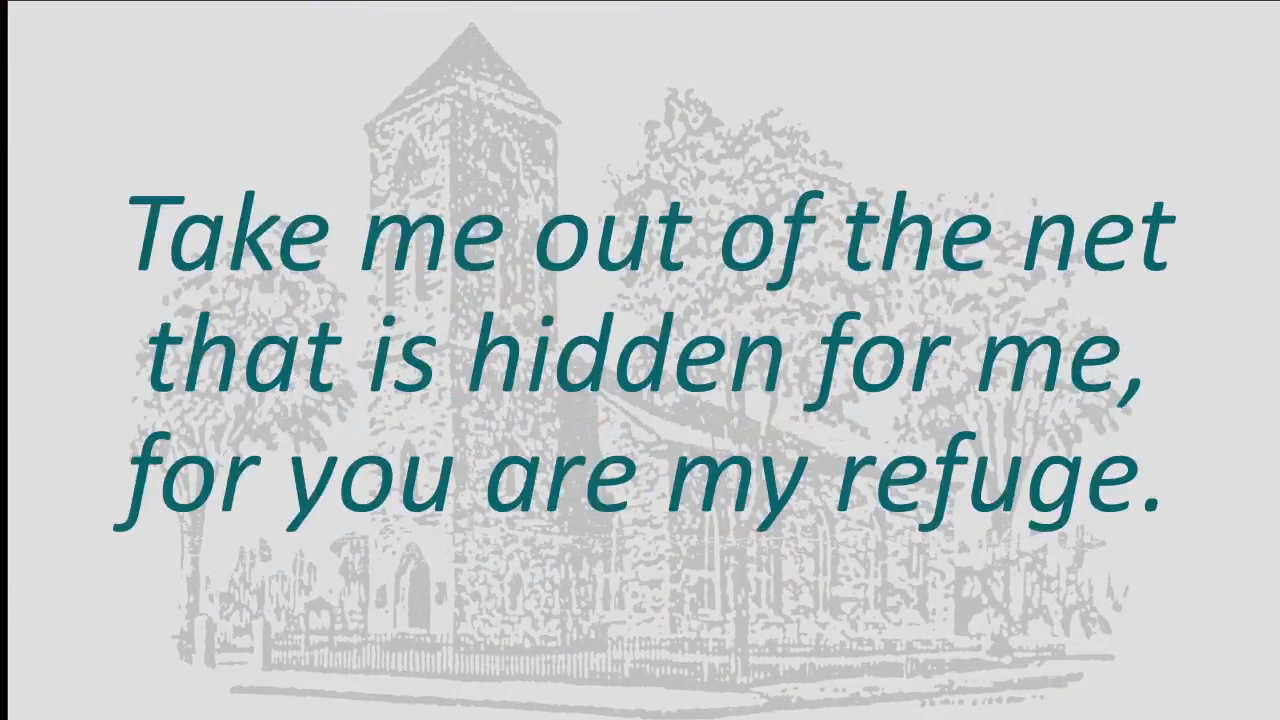 Take me out of the net
that is hidden for me,
for you are my refuge.